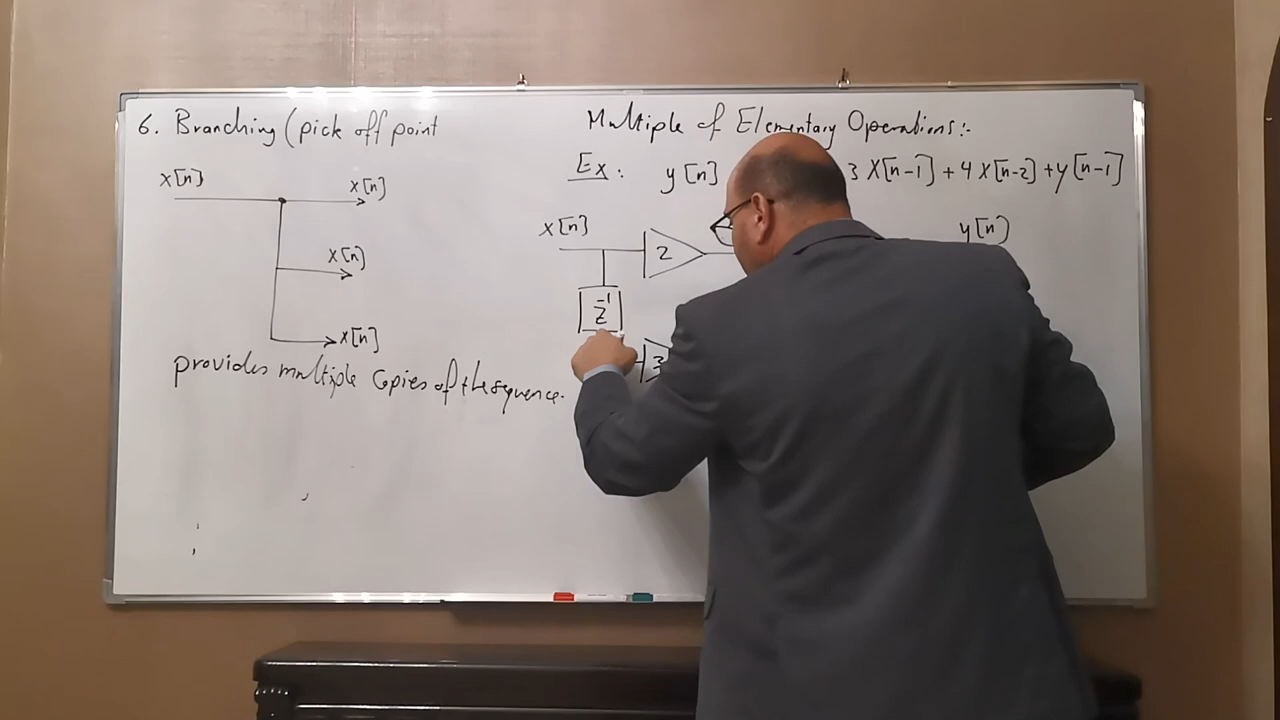 6. Branching (pick off point
x[n]
x[n]
x[n]
x[n]
provides multiple copies of the sequence.
Multiple of Elementary Operations:-
Ex: y[n] 3 x[n-1] + 4 x[n-2] + y[n-1]
x[n]
2
y[n]
z⁻¹
3